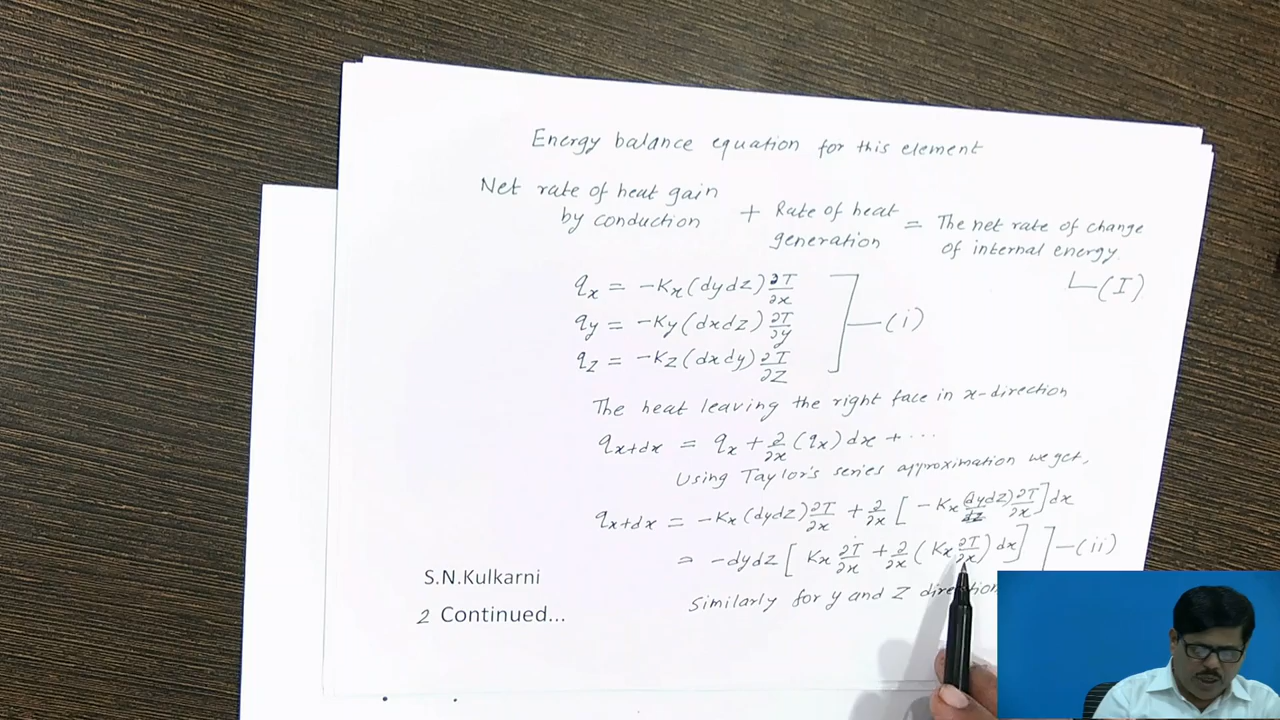 Energy balance equation for this element
Net rate of heat gain by conduction + Rate of heat generation = The net rate of change of internal energy. (I)
qx = -Kx (dydz) ∂T/∂x
qy = -Ky (dxdz) ∂T/∂y (i)
qz = -Kz (dxdy) ∂T/∂z
The heat leaving the right face in x-direction
qx+dx = qx + ∂/∂x (qx) dx + ...
Using Taylor's series approximation we get,
qx+dx = -Kx (dydz) ∂T/∂x + ∂/∂x [ -Kx (dydz) ∂T/∂x ] dx
= -dydz [ Kx ∂T/∂x + ∂/∂x ( Kx ∂T/∂x ) dx ] (ii)
Similarly for y and z
S.N.Kulkarni
2 Continued...